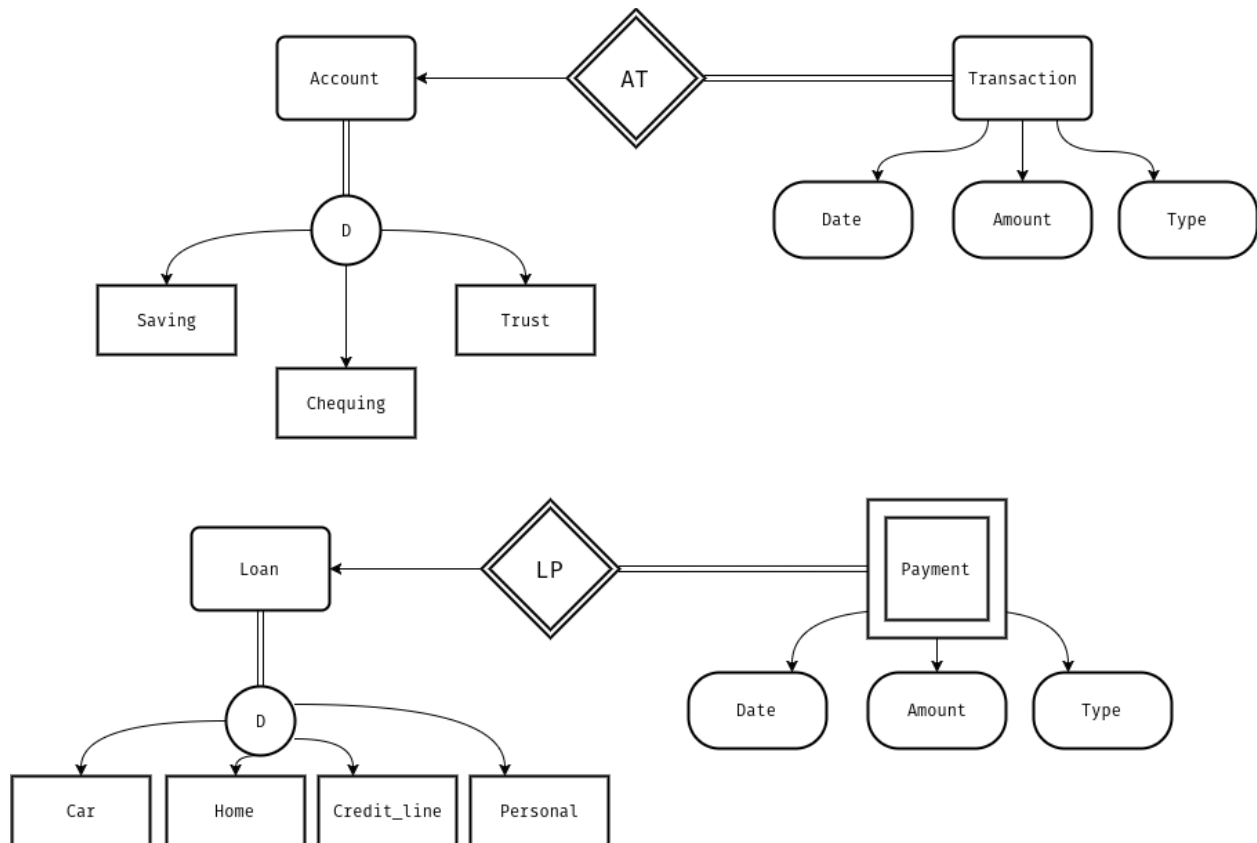 Account
AT
Transaction
Date
Amount
Type
D
Saving
Trust
Chequing
Loan
LP
Payment
Date
Amount
Type
D
Car
Home
Credit_line
Personal